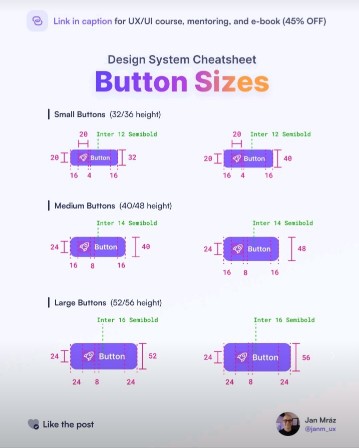 Link in caption for UX/UI course, mentoring, and e-book (45% OFF)
Design System Cheatsheet
Button Sizes
Small Buttons (32/36 height)
Inter 12 Semibold
20
20
Button
32
16 4 16
Inter 12 Semibold
20
20
Button
40
16 4 16
Medium Buttons (40/48 height)
Inter 14 Semibold
24
Button
40
16 8 16
Inter 14 Semibold
24
Button
48
16 8 16
Large Buttons (52/56 height)
Inter 16 Semibold
24
Button
52
24 8 24
Inter 16 Semibold
24
Button
56
24 8 24
Like the post
Jan Mráz
@janm_ux